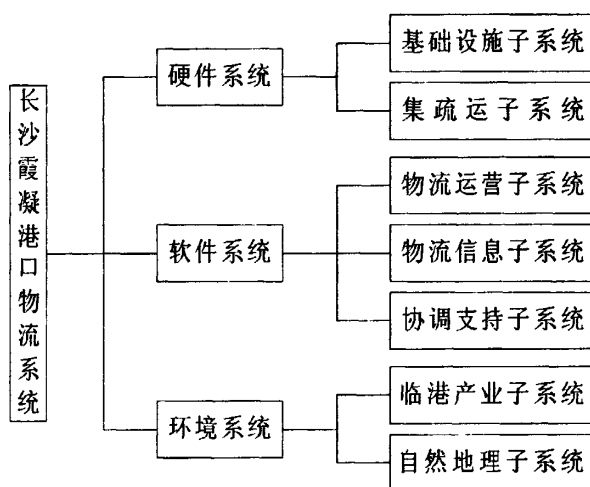 长沙霞凝港口物流系统
硬件系统
基础设施子系统
集疏运子系统
软件系统
物流运营子系统
物流信息子系统
协调支持子系统
环境系统
临港产业子系统
自然地理子系统